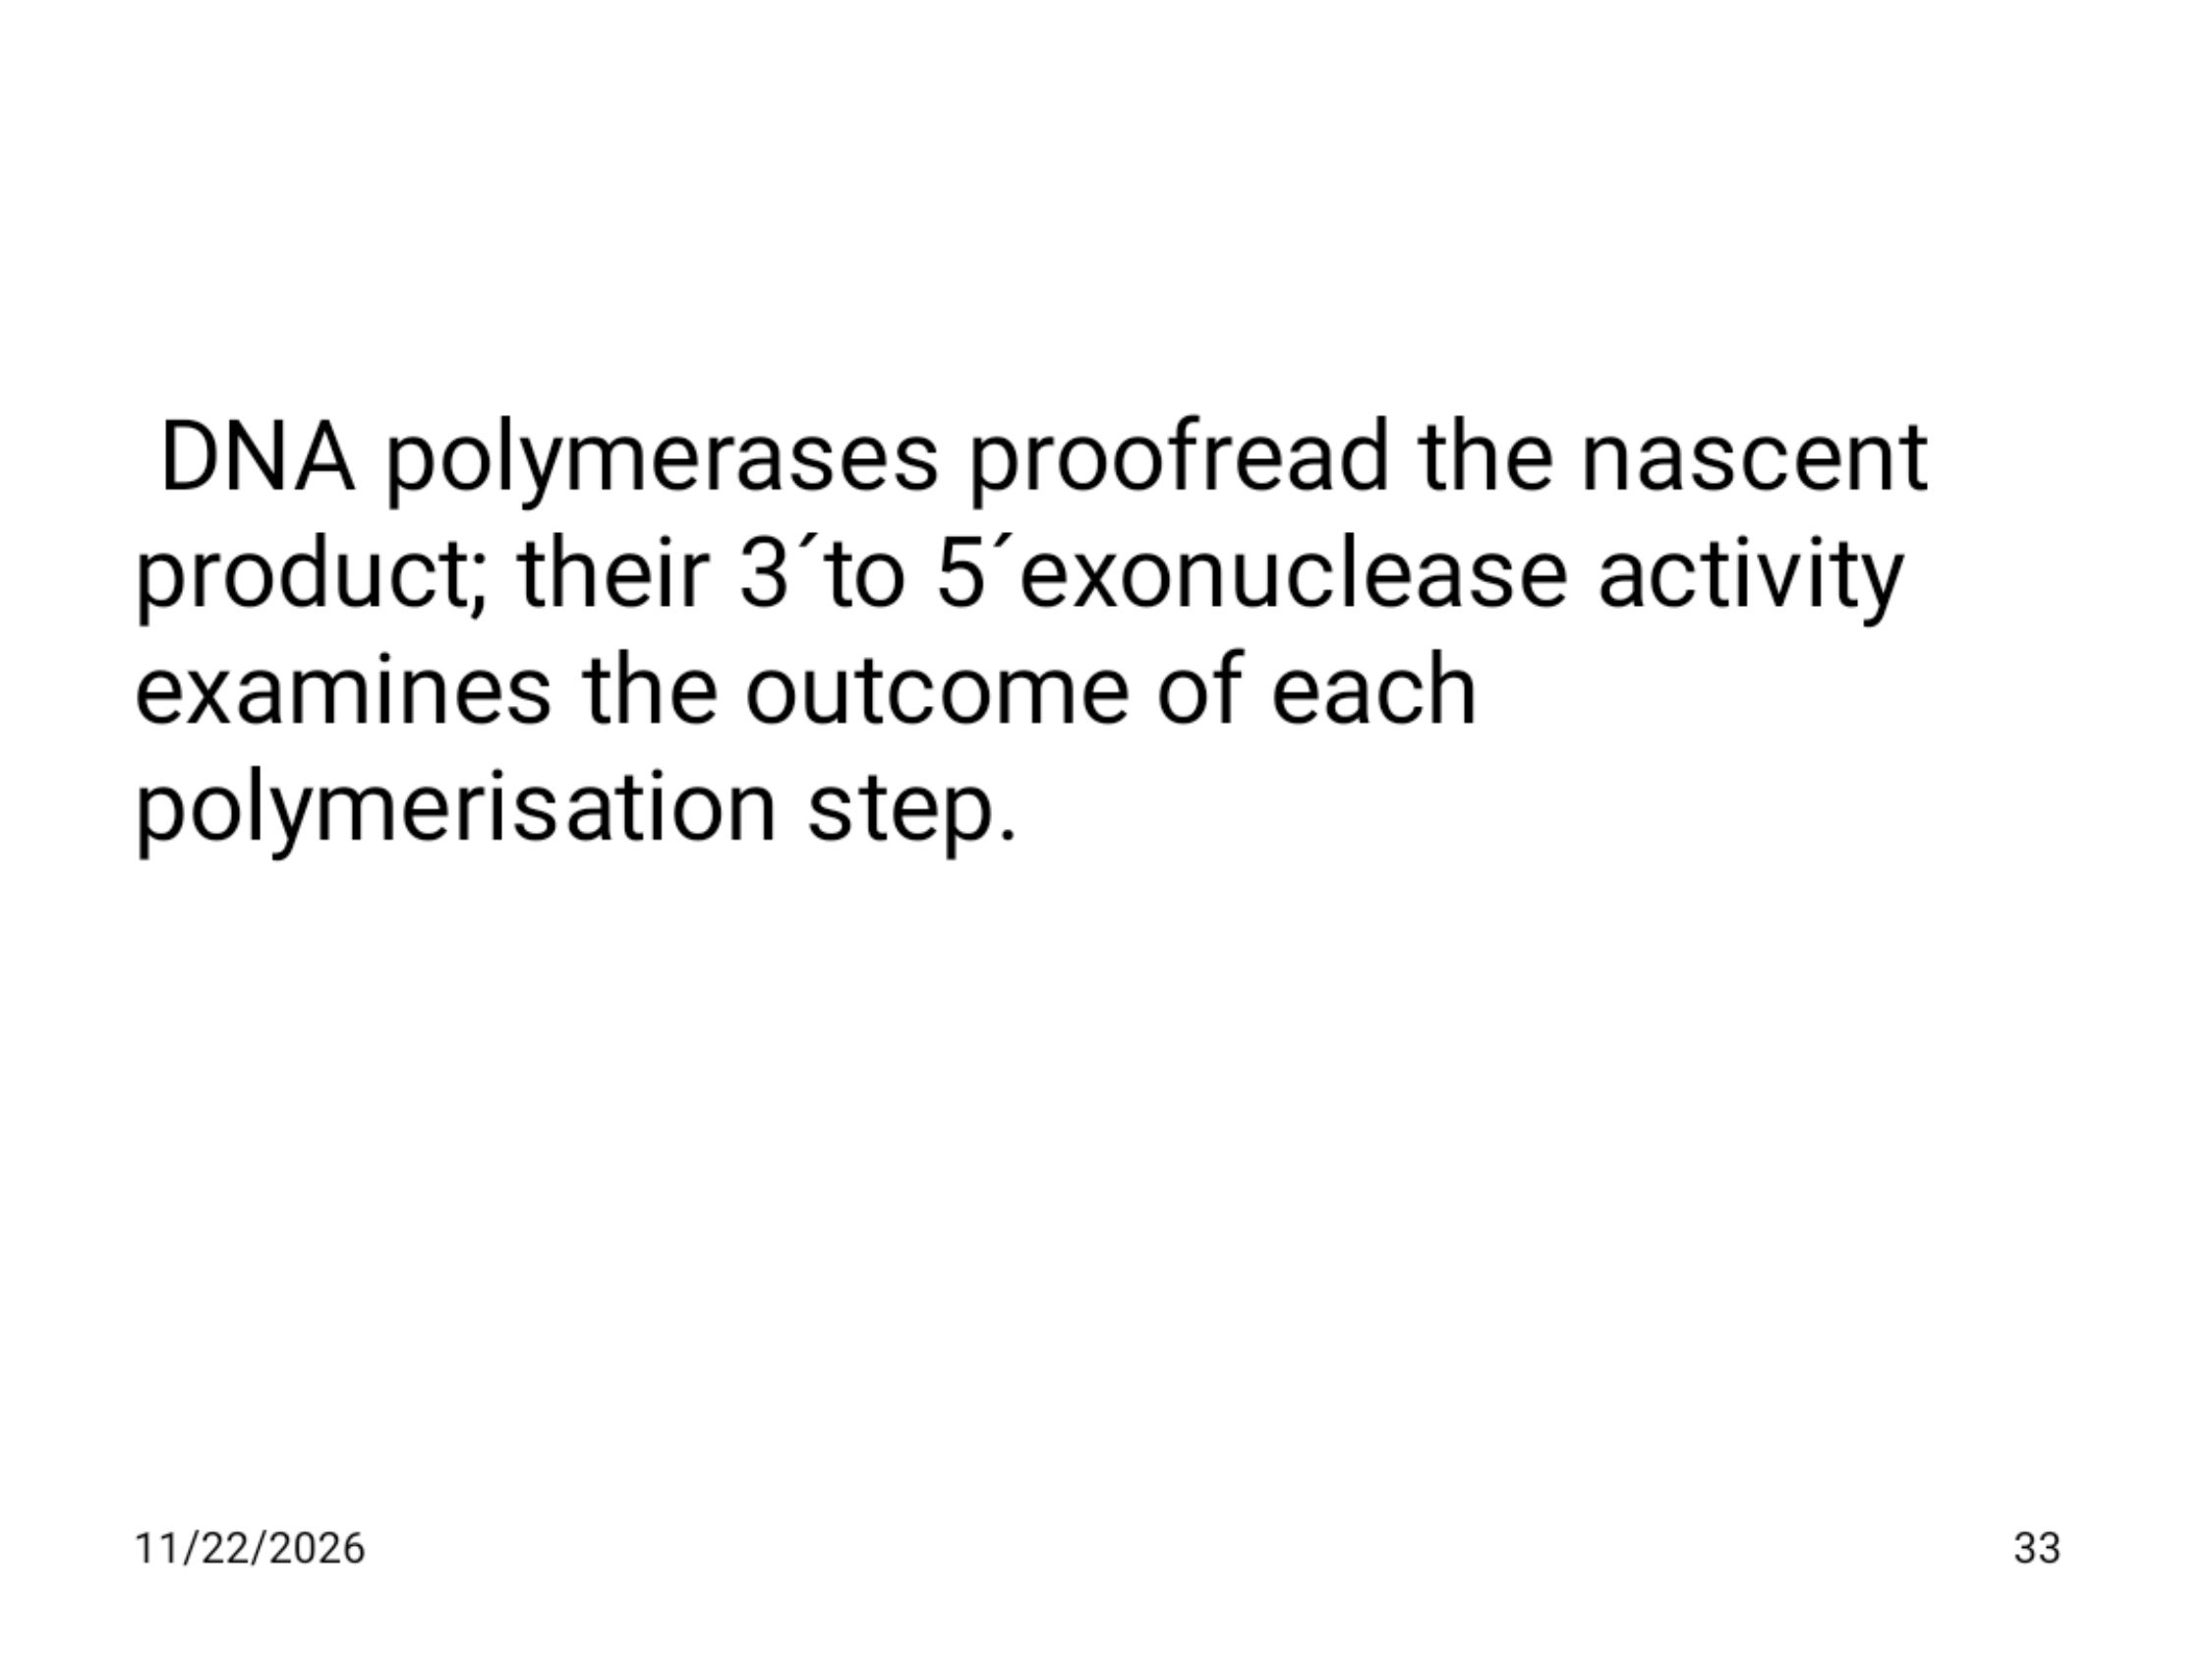 DNA polymerases proofread the nascent
product; their 3´to 5´exonuclease activity
examines the outcome of each
polymerisation step.
11/22/2026
33